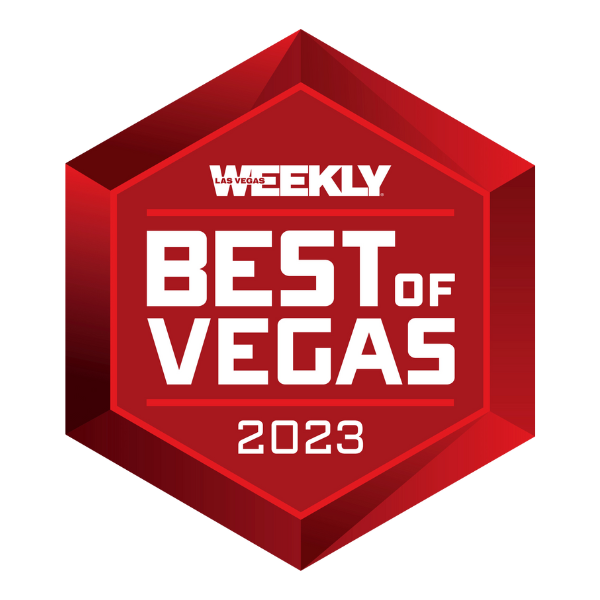 LAS VEGAS
WEEKLY
BEST OF
VEGAS
2023